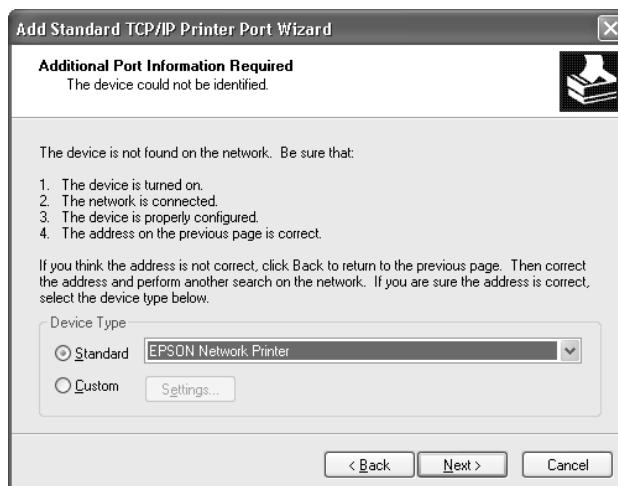 Add Standard TCP/IP Printer Port Wizard
Additional Port Information Required
The device could not be identified.
The device is not found on the network. Be sure that:
1. The device is turned on.
2. The network is connected.
3. The device is properly configured.
4. The address on the previous page is correct.
If you think the address is not correct, click Back to return to the previous page. Then correct
the address and perform another search on the network. If you are sure the address is correct,
select the device type below.
Device Type
Standard EPSON Network Printer
Custom Settings...
< Back Next > Cancel